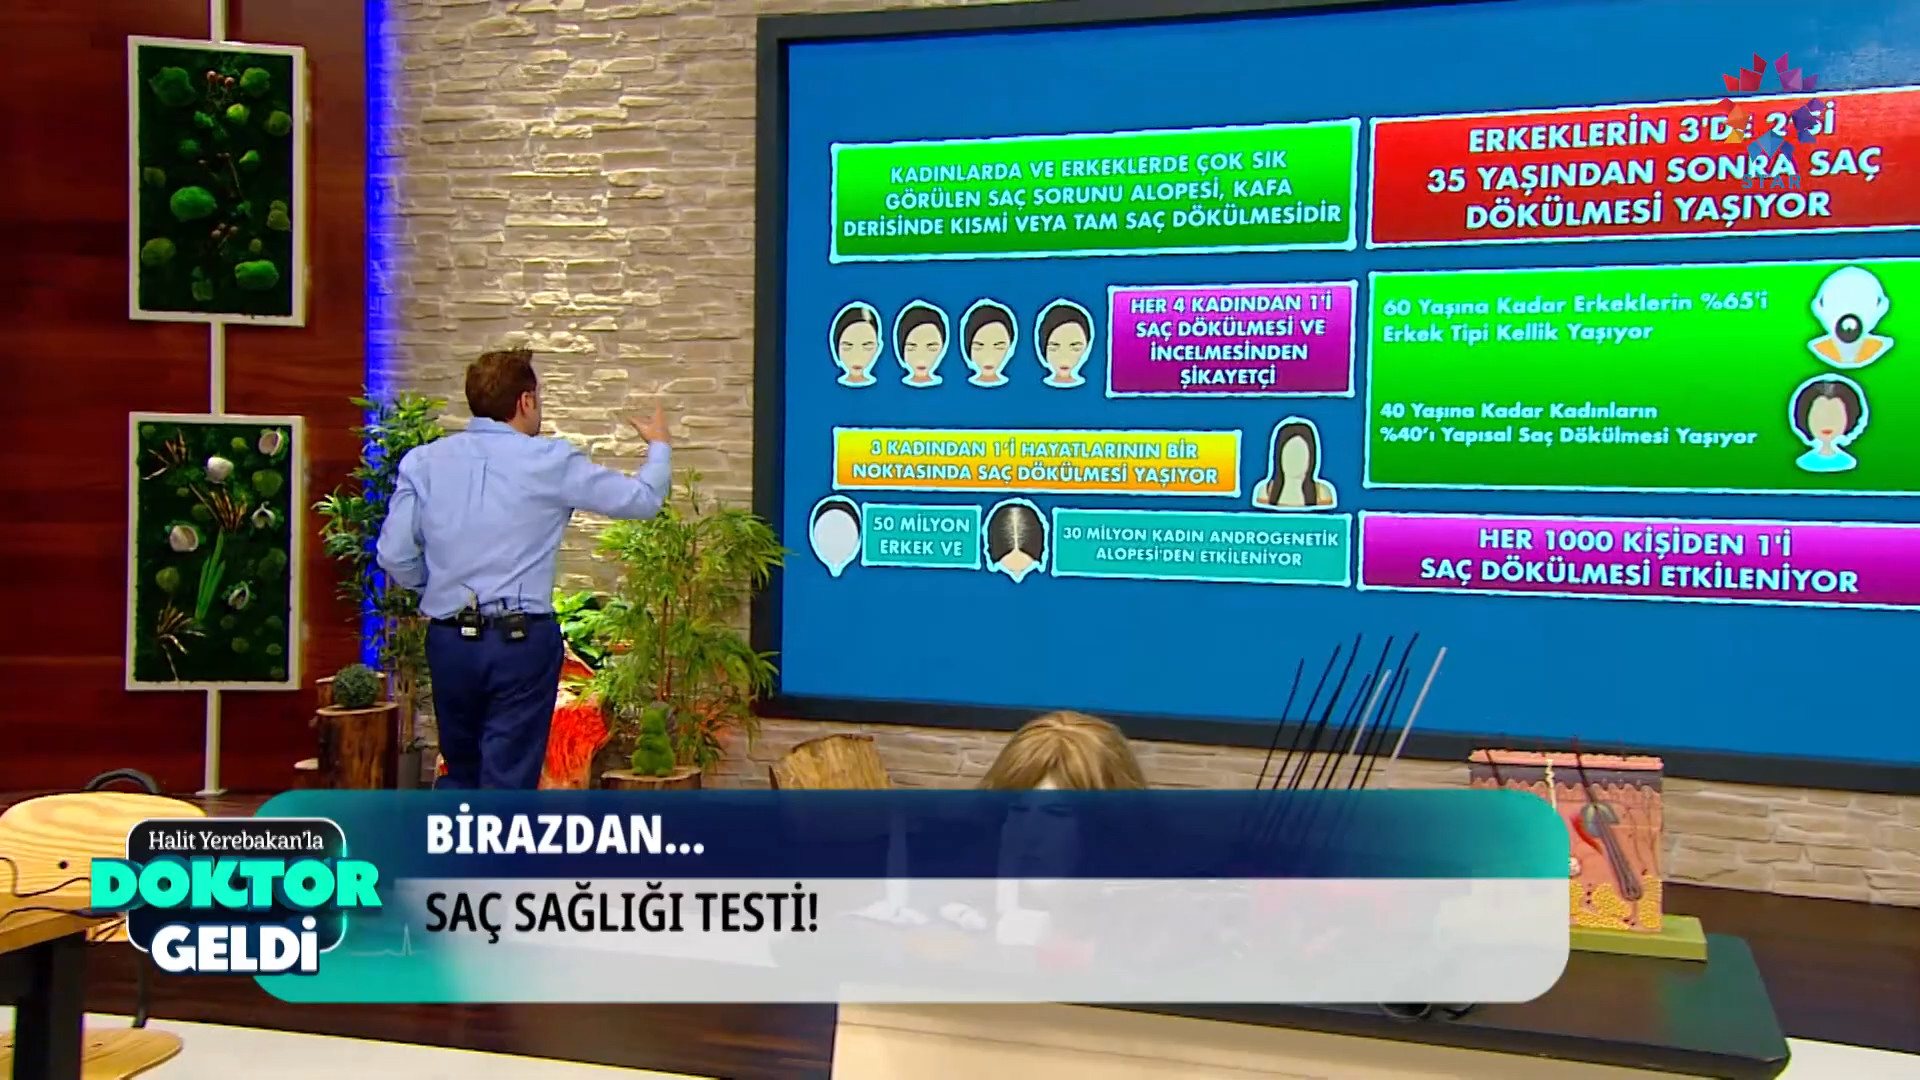 KADINLARDA VE ERKEKLERDE ÇOK SIK
GÖRÜLEN SAÇ SORUNU ALOPESİ, KAFA
DERİSİNDE KISMİ VEYA TAM SAÇ DÖKÜLMESİDİR
HER 4 KADINDAN 1'İ
SAÇ DÖKÜLMESİ VE
İNCELMESİNDEN
ŞİKAYETÇİ
3 KADINDAN 1'İ HAYATLARININ BİR
NOKTASINDA SAÇ DÖKÜLMESİ YAŞIYOR
50 MİLYON
ERKEK VE
30 MİLYON KADIN ANDROGENETİK
ALOPESİ'DEN ETKİLENİYOR
ERKEKLERİN 3'DE 2'Sİ
35 YAŞINDAN SONRA SAÇ
DÖKÜLMESİ YAŞIYOR
STAR
60 Yaşına Kadar Erkeklerin %65'i
Erkek Tipi Kellik Yaşıyor
40 Yaşına Kadar Kadınların
%40'ı Yapısal Saç Dökülmesi Yaşıyor
HER 1000 KİŞİDEN 1'İ
SAÇ DÖKÜLMESİ ETKİLENİYOR
Halit Yerebakan'la
DOKTOR
GELDİ
BİRAZDAN...
SAÇ SAĞLIĞI TESTİ!